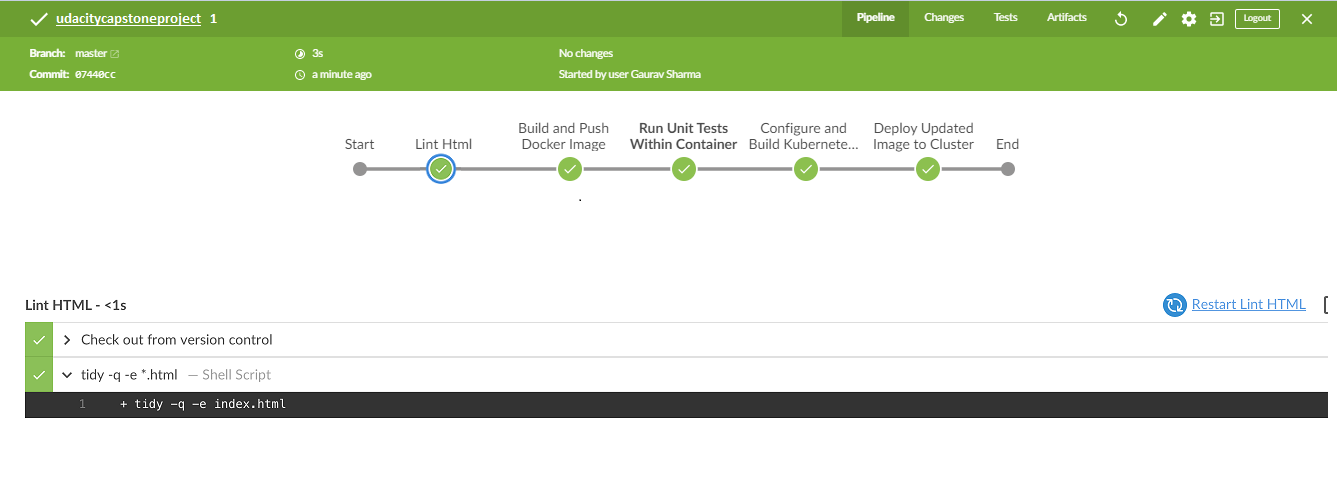 udacitycapstoneproject 1
Pipeline Changes Tests Artifacts Logout
Branch: master 3s No changes
Commit: 07440cc a minute ago Started by user Gaurav Sharma
Start
Lint Html
Build and Push
Docker Image
Run Unit Tests
Within Container
Configure and
Build Kubernete...
Deploy Updated
Image to Cluster
End
Lint HTML - <1s
Restart Lint HTML
Check out from version control
tidy -q -e *.html — Shell Script
1 + tidy -q -e index.html